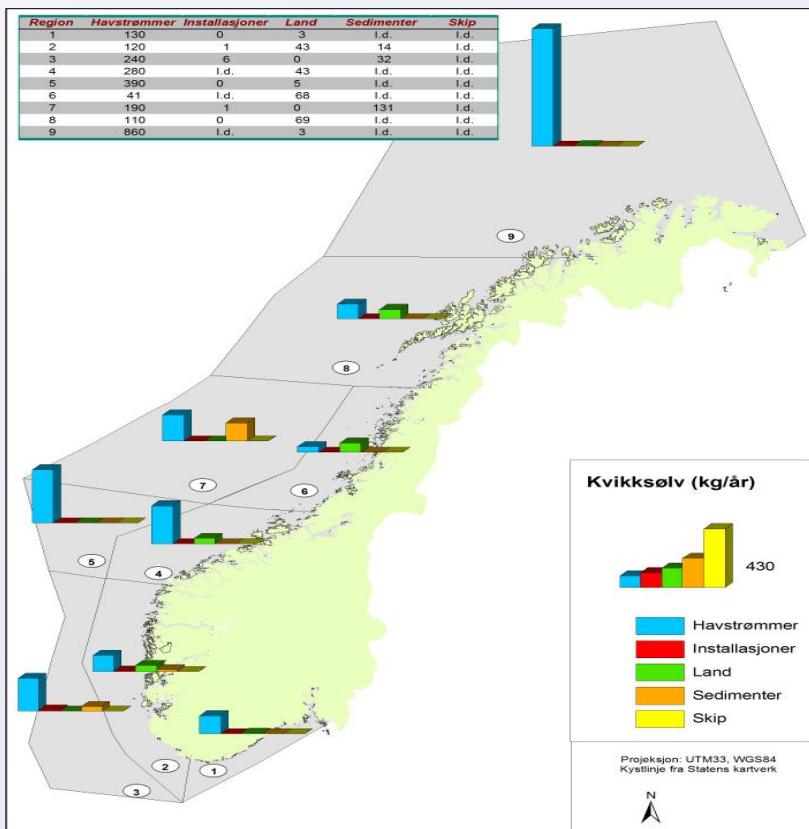 Region Havstrømmer Installasjoner Land Sedimenter Skip
1 130 0 3 I.d. I.d.
2 120 1 43 14 I.d.
3 240 6 0 32 I.d.
4 280 I.d. 43 I.d. I.d.
5 390 0 5 I.d. I.d.
6 41 I.d. 68 I.d. I.d.
7 190 1 0 131 I.d.
8 110 0 69 I.d. I.d.
9 860 I.d. 3 I.d. I.d.
9
8
7
6
5
4
2
1
3
Kvikksølv (kg/år)
430
Havstrømmer
Installasjoner
Land
Sedimenter
Skip
Projeksjon: UTM33, WGS84
Kystlinje fra Statens kartverk
N